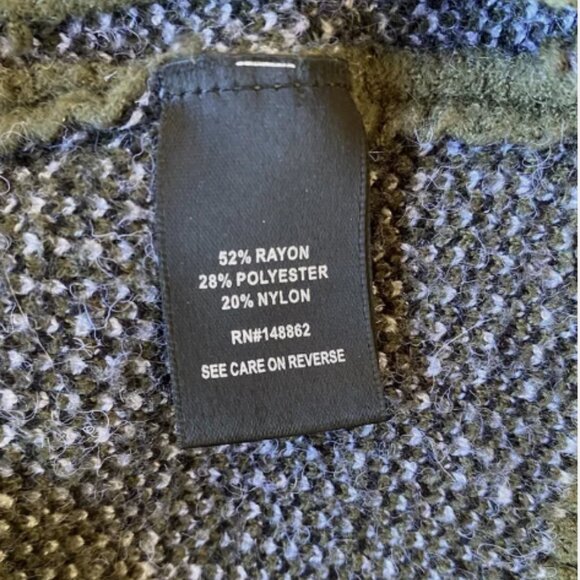 52% RAYON
28% POLYESTER
20% NYLON
RN#148862
SEE CARE ON REVERSE